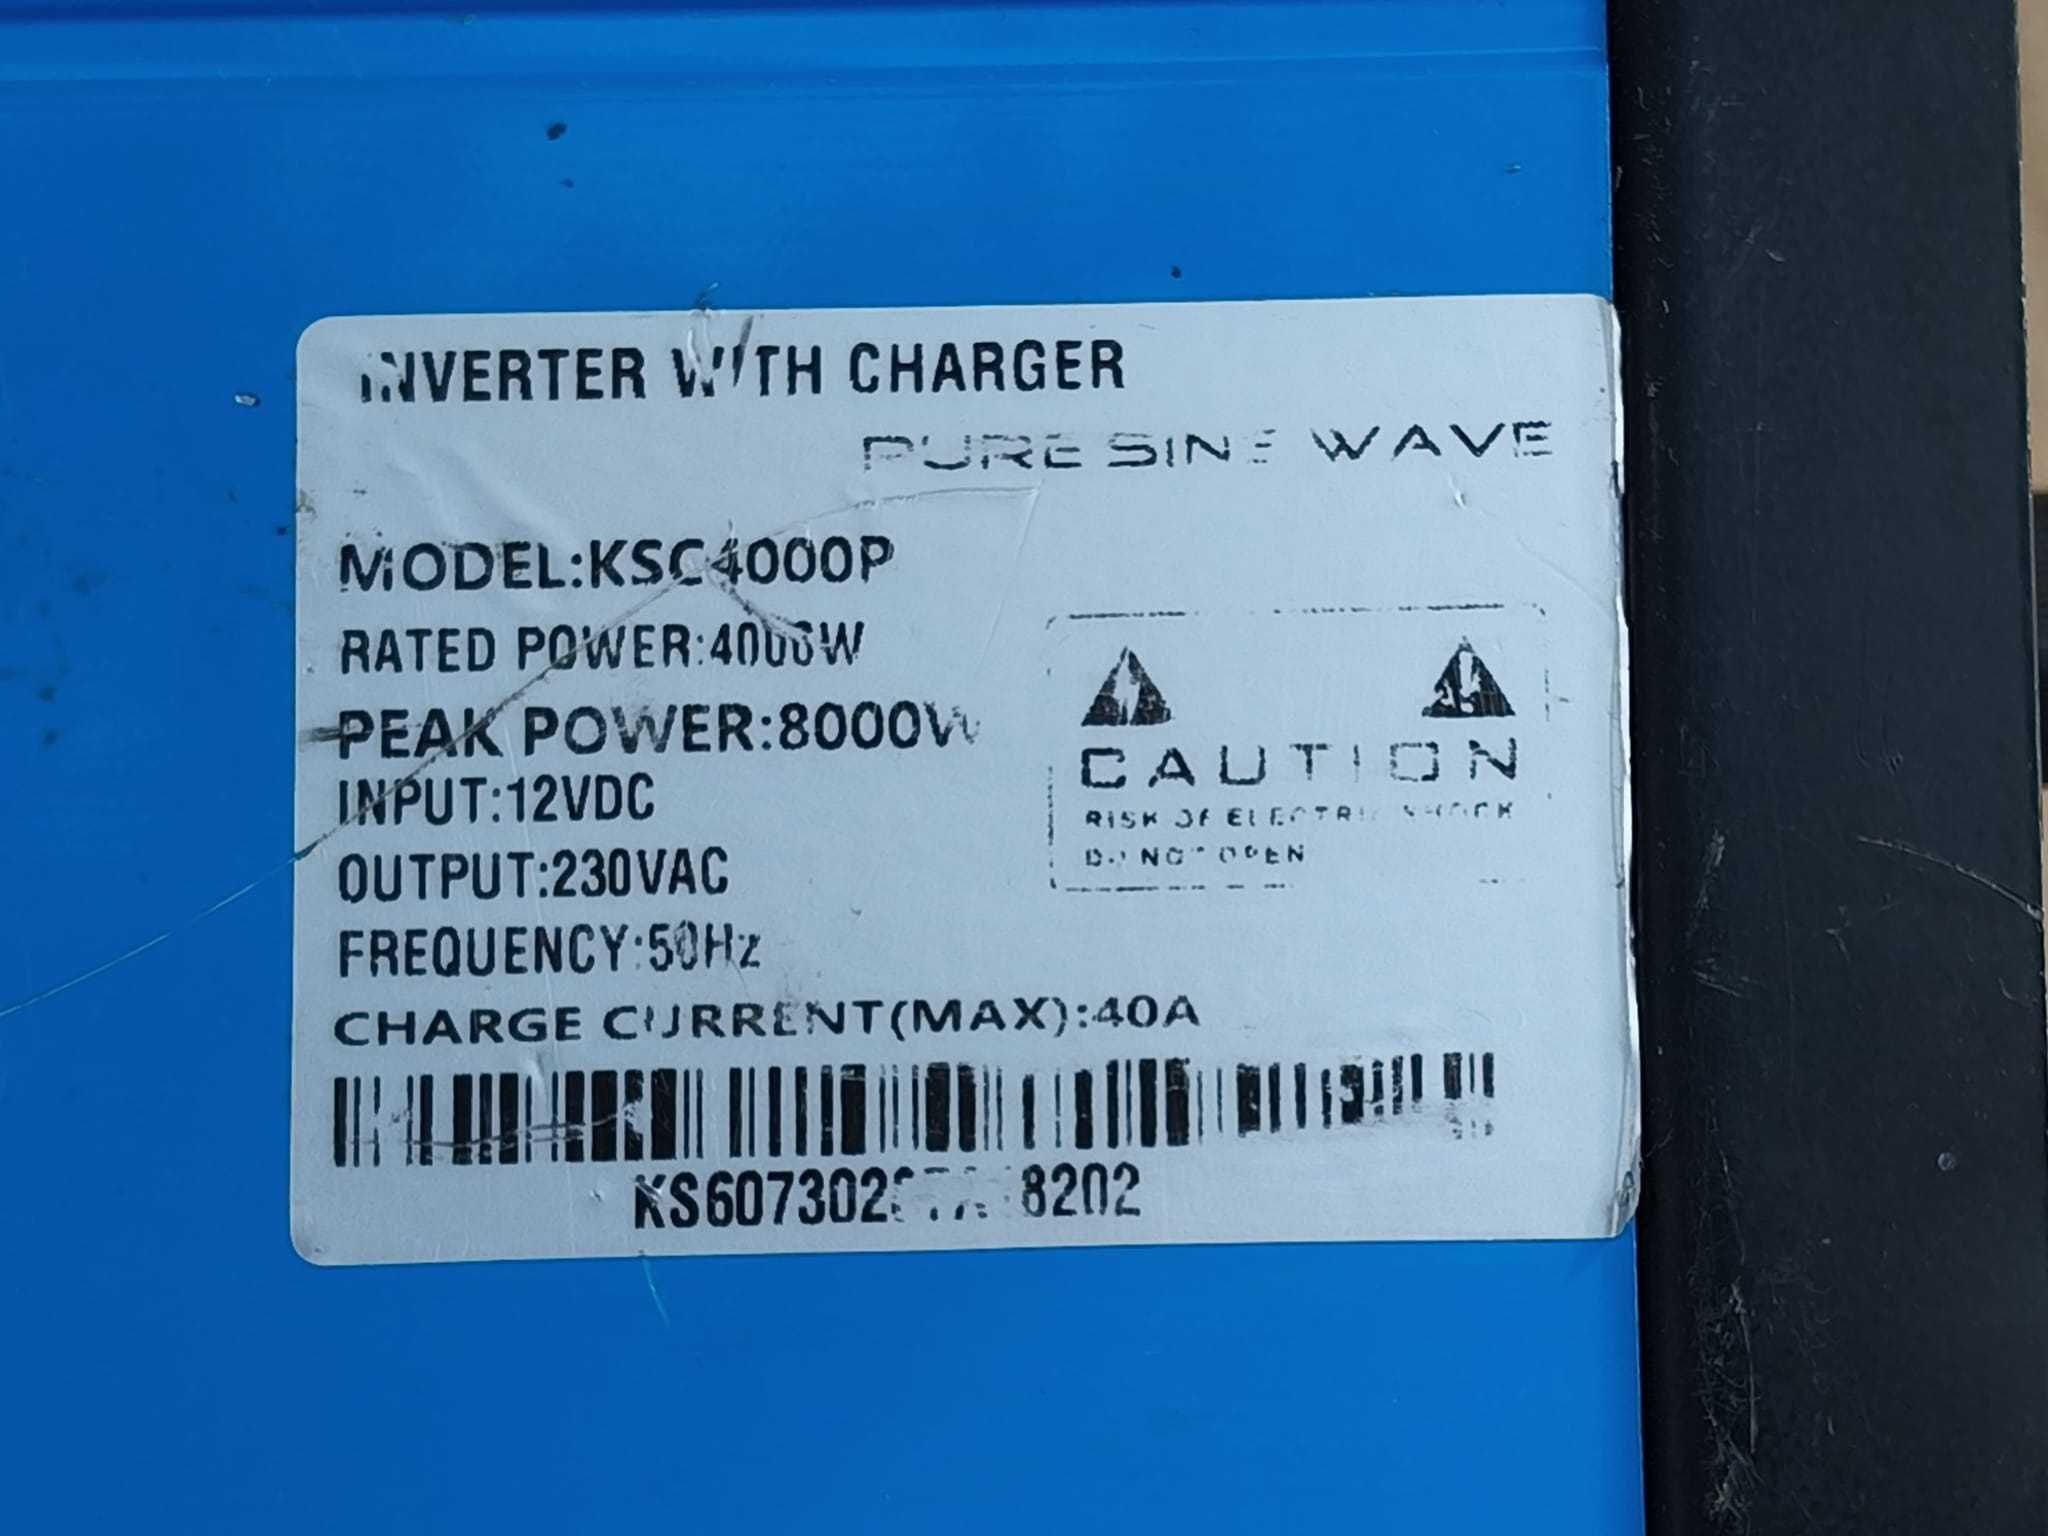 INVERTER WITH CHARGER
PURE SINE WAVE
MODEL:KSC4000P
RATED POWER:4000W
PEAK POWER:8000W
INPUT:12VDC
OUTPUT:230VAC
FREQUENCY:50Hz
CHARGE CURRENT(MAX):40A
CAUTION
RISK OF ELECTRIC SHOCK
DO NOT OPEN